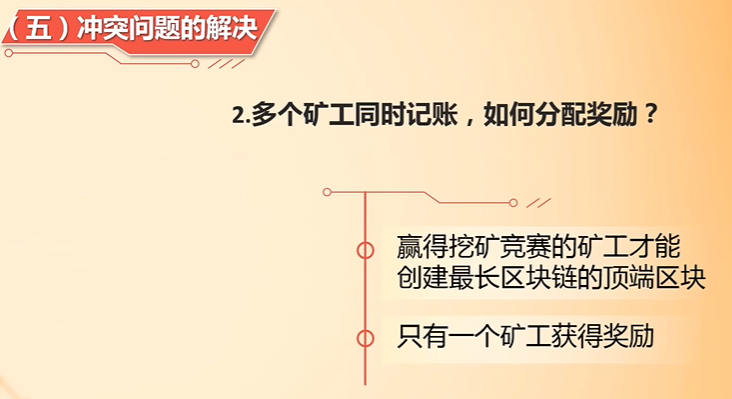 （五）冲突问题的解决
2.多个矿工同时记账，如何分配奖励？
赢得挖矿竞赛的矿工才能
创建最长区块链的顶端区块
只有一个矿工获得奖励